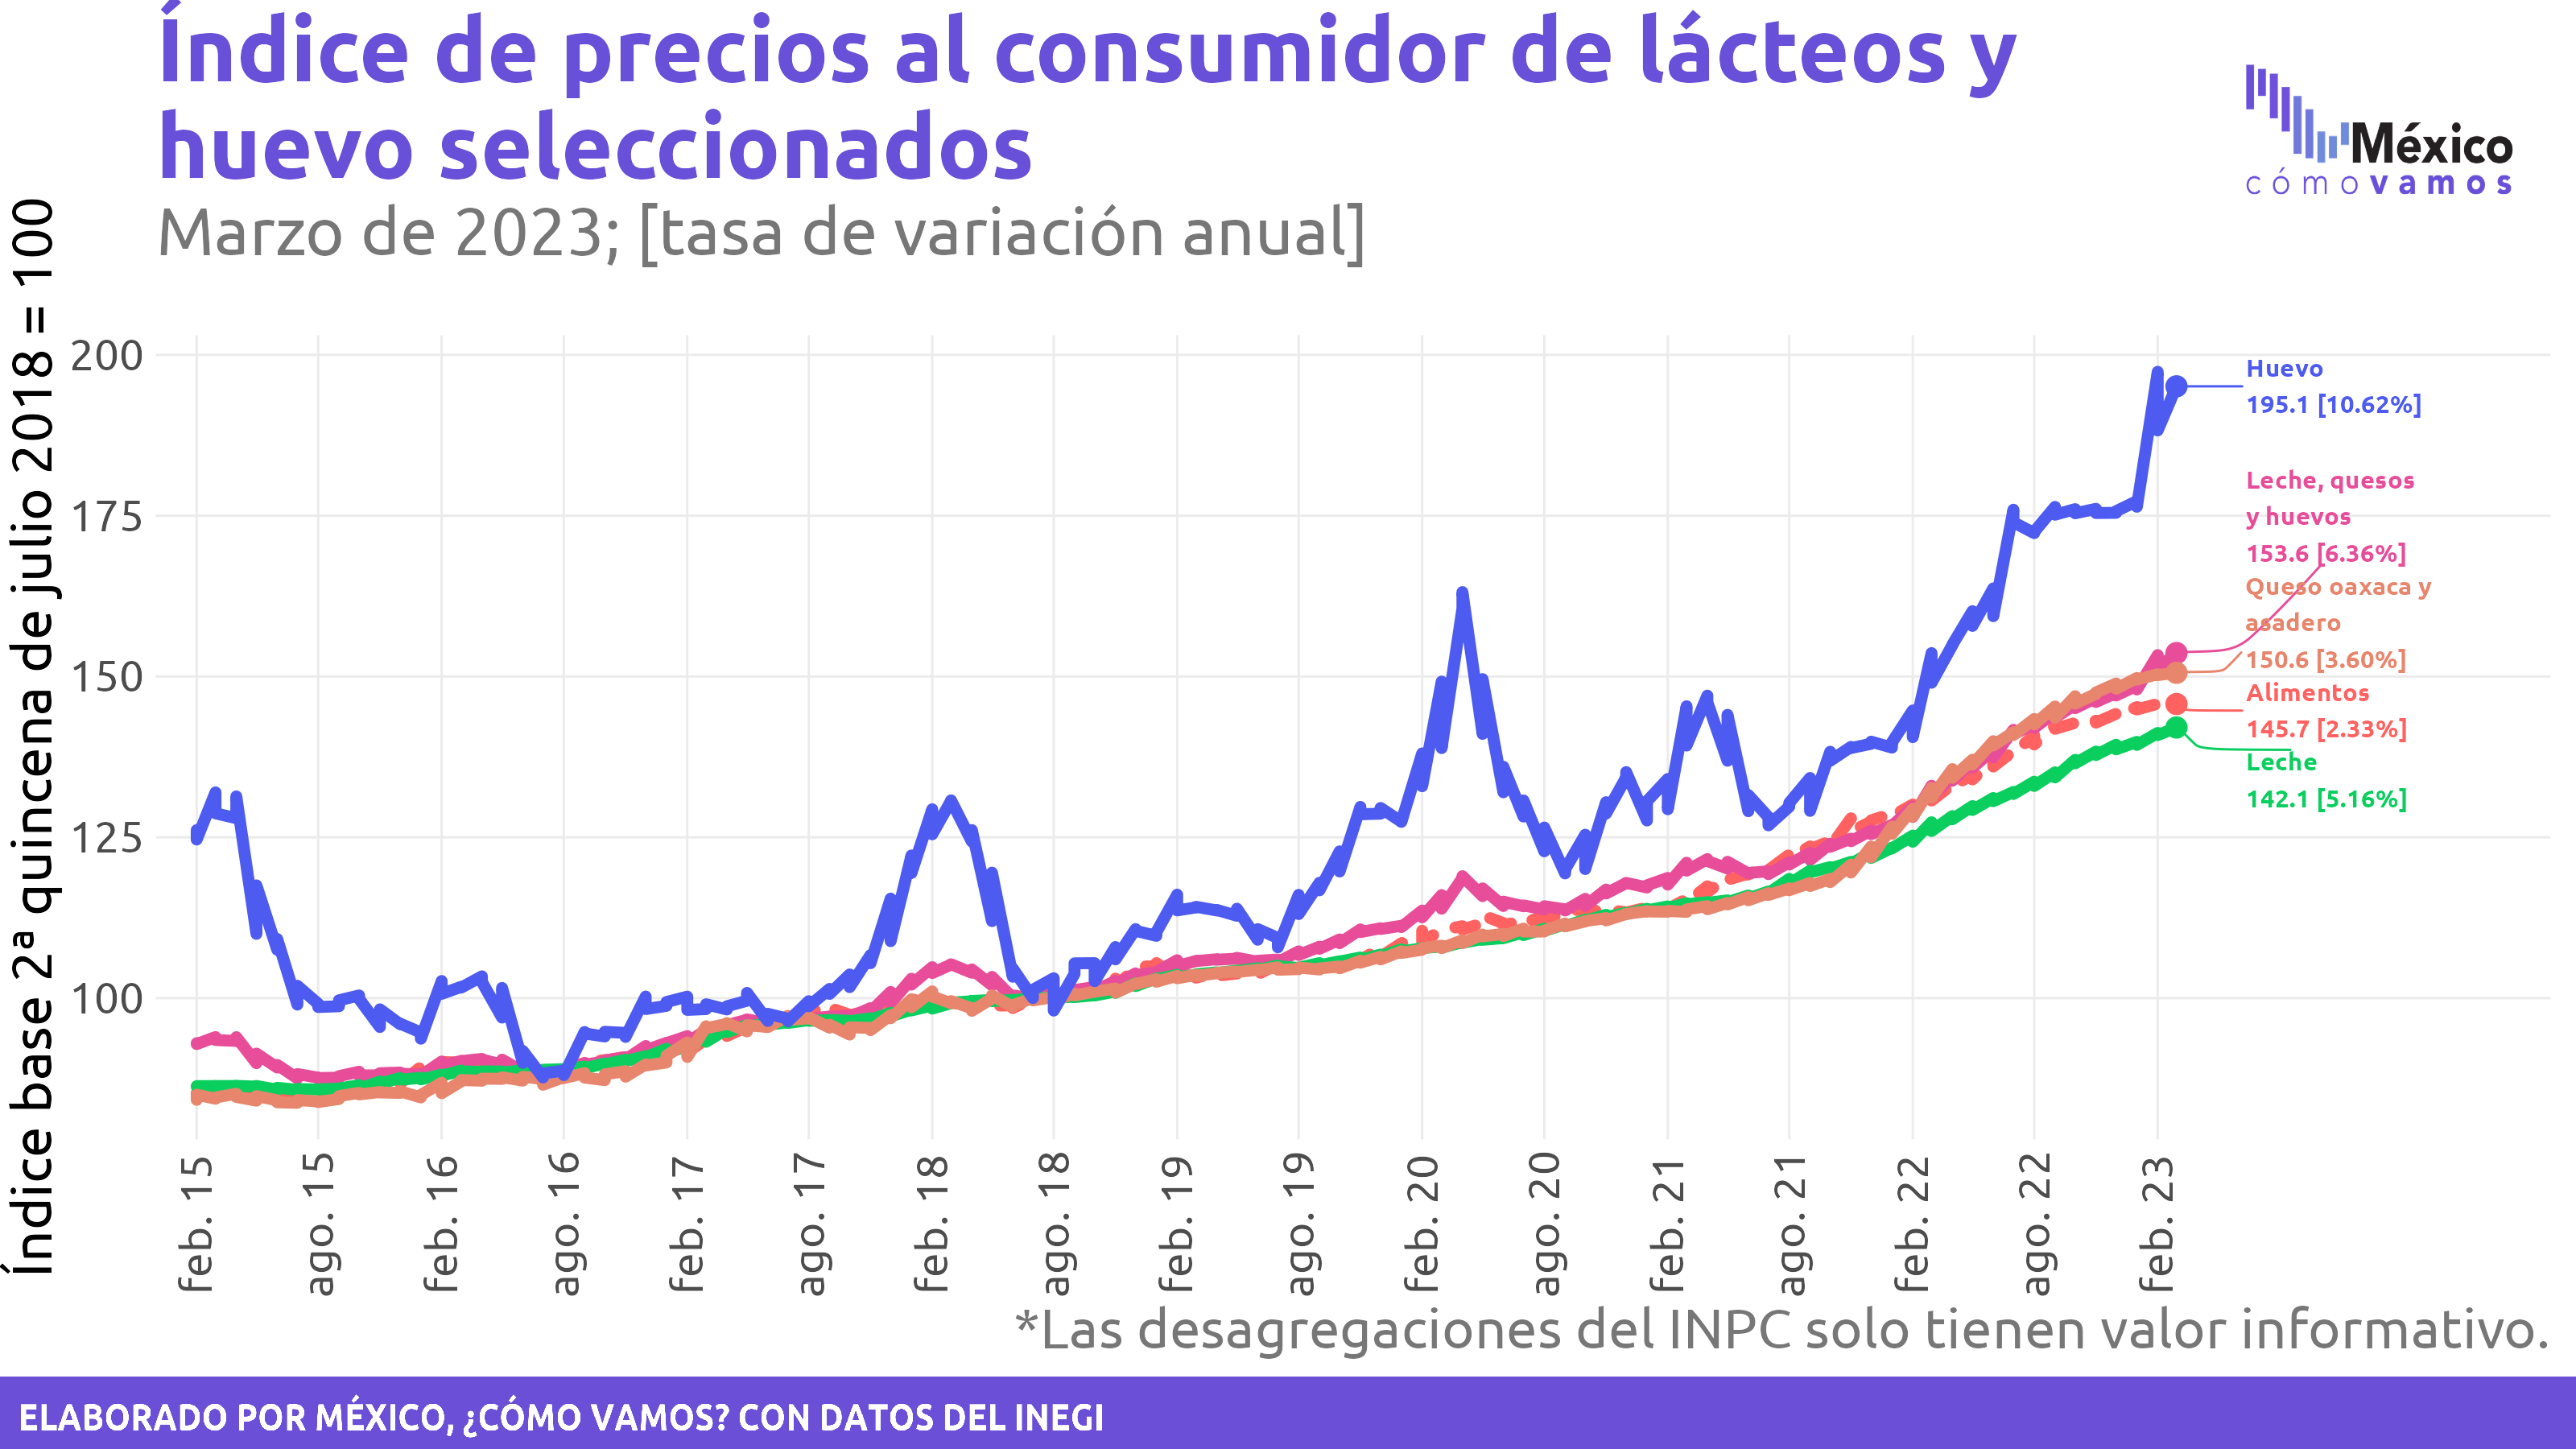 Índice de precios al consumidor de lácteos y
huevo seleccionados
Marzo de 2023; [tasa de variación anual]
México
cómo vamos
Índice base 2ª quincena de julio 2018 = 100
200
175
150
125
100
Huevo
195.1 [10.62%]
Leche, quesos
y huevos
153.6 [6.36%]
Queso oaxaca y
asadero
150.6 [3.60%]
Alimentos
145.7 [2.33%]
Leche
142.1 [5.16%]
feb. 15
ago. 15
feb. 16
ago. 16
feb. 17
ago. 17
feb. 18
ago. 18
feb. 19
ago. 19
feb. 20
ago. 20
feb. 21
ago. 21
feb. 22
ago. 22
feb. 23
*Las desagregaciones del INPC solo tienen valor informativo.
ELABORADO POR MÉXICO, ¿CÓMO VAMOS? CON DATOS DEL INEGI